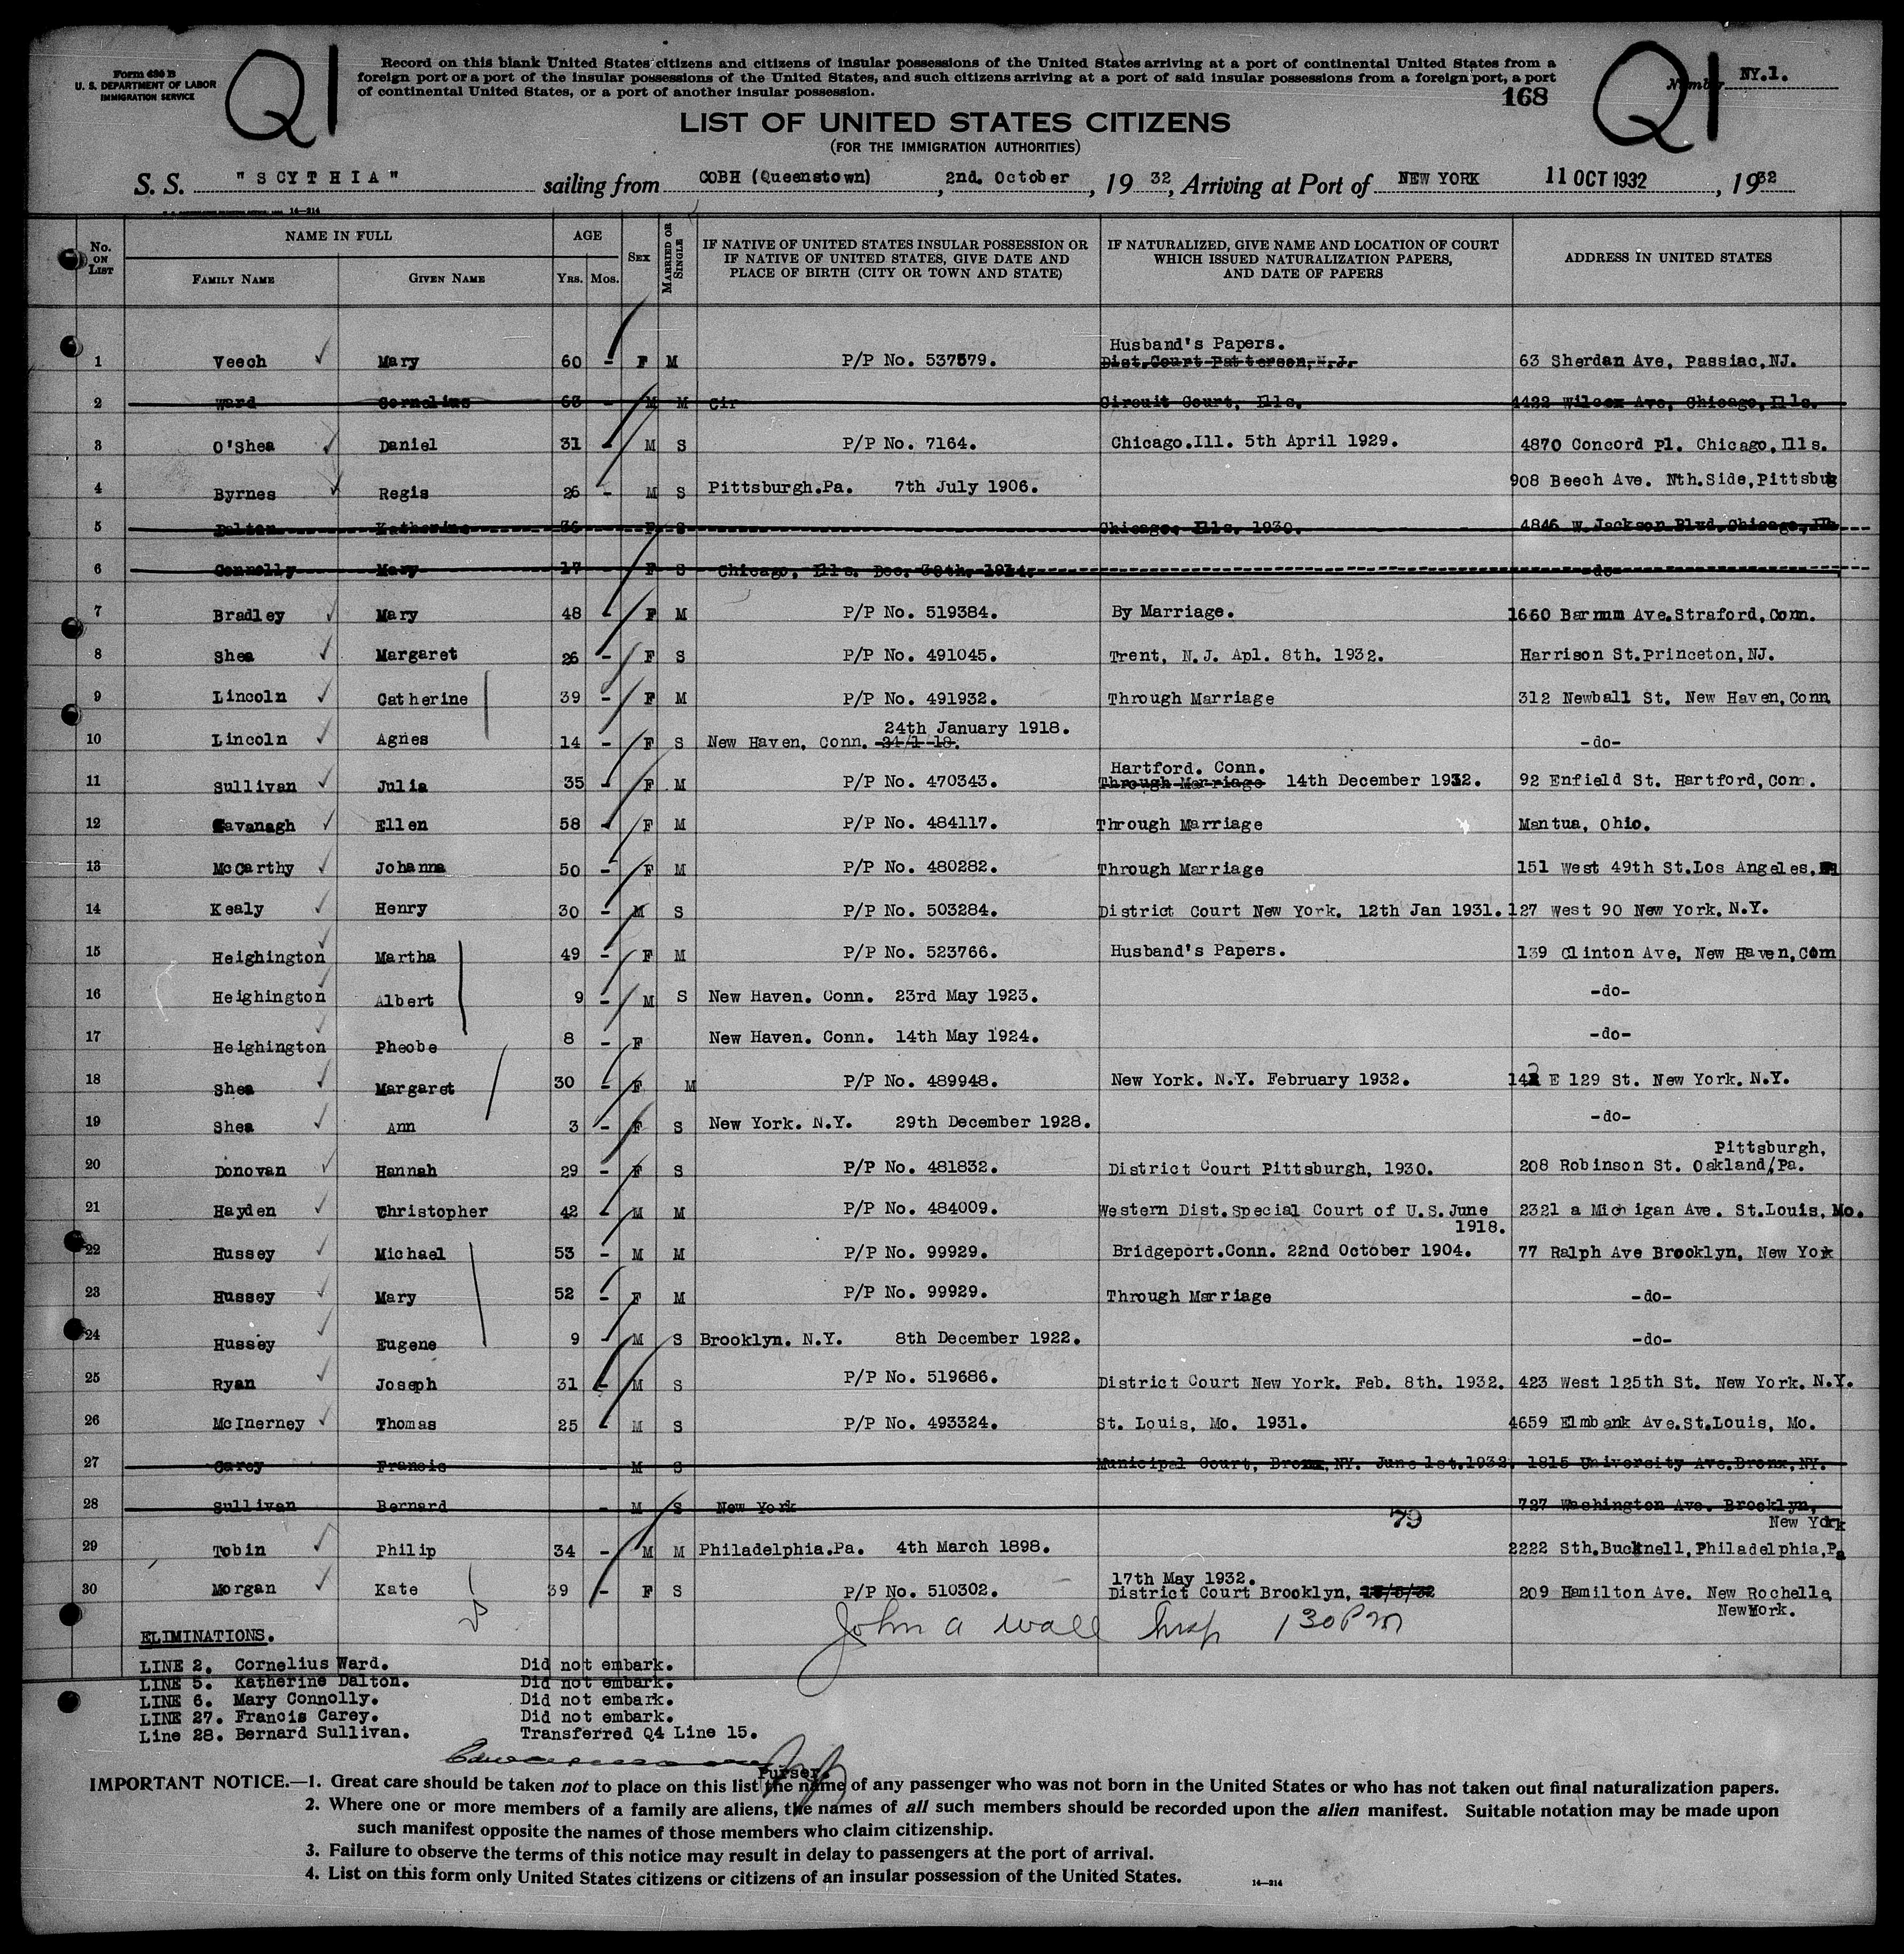 Form 630 B
U. S. DEPARTMENT OF LABOR
IMMIGRATION SERVICE
Q1
Record on this blank United States citizens and citizens of insular possessions of the United States arriving at a port of continental United States from a
foreign port or a port of the insular possessions of the United States, and such citizens arriving at a port of said insular possessions from a foreign port, a port
of continental United States, or a port of another insular possession.
Q1
Number NY.1.
168
LIST OF UNITED STATES CITIZENS
(FOR THE IMMIGRATION AUTHORITIES)
S. S. "SCYTHIA" sailing from COBH (Queenstown), 2nd. October, 1932, Arriving at Port of NEW YORK 11 OCT 1932, 1932
14—214
No. ON LIST
NAME IN FULL
FAMILY NAME GIVEN NAME
AGE
YRS. MOS.
SEX
MARRIED OR SINGLE
IF NATIVE OF UNITED STATES INSULAR POSSESSION OR
IF NATIVE OF UNITED STATES, GIVE DATE AND
PLACE OF BIRTH (CITY OR TOWN AND STATE)
IF NATURALIZED, GIVE NAME AND LOCATION OF COURT
WHICH ISSUED NATURALIZATION PAPERS,
AND DATE OF PAPERS
ADDRESS IN UNITED STATES
Husband's Papers.
1 Veech Mary 60 - F M P/P No. 537579. Dist.Court Patterson, N.J. 63 Sherdan Ave, Passiac,NJ.
2 Ward Cornelius 63 - M M Cir Circuit Court, Ills. 4422 Wilcox Ave, Chicago,Ills.
3 O'Shea Daniel 31 - M S P/P No. 7164. Chicago.Ill. 5th April 1929. 4870 Concord Pl. Chicago,Ills.
4 Byrnes Regis 26 - M S Pittsburgh.Pa. 7th July 1906. 908 Beech Ave. Nth.Side,Pittsbug
5 Dalton Katherine 36 - F S Chicago, Ills. 1930. 4846 W.Jackson Blvd.Chicago,Ills
6 Connolly Mary 17 - F S Chicago, Ills. Dec. 30th. 1914. -do-
7 Bradley Mary 48 - F M P/P No. 519384. By Marriage. 1660 Barnum Ave.Straford,Conn.
8 Shea Margaret 26 - F S P/P No. 491045. Trent, N.J. Apl. 8th. 1932. Harrison St.Princeton,NJ.
9 Lincoln Catherine 39 - F M P/P No. 491932. Through Marriage 312 Newball St. New Haven,Conn
24th January 1918.
10 Lincoln Agnes 14 - F S New Haven, Conn. 24/1-18. -do-
Hartford. Conn.
11 Sullivan Julia 35 - F M P/P No. 470343. Through Marriage 14th December 1932. 92 Enfield St. Hartford,Con.
12 Cavanagh Ellen 58 - F M P/P No. 484117. Through Marriage Mantua, Ohio.
13 McCarthy Johanna 50 - F M P/P No. 480282. Through Marriage 151 West 49th St.Los Angeles.
14 Kealy Henry 30 - M S P/P No. 503284. District Court New York. 12th Jan 1931. 127 West 90 New York. N.Y.
15 Heighington Martha 49 - F M P/P No. 523766. Husband's Papers. 139 Clinton Ave, New Haven,Com
16 Heighington Albert 9 - M S New Haven. Conn. 23rd May 1923. -do-
17 Heighington Pheobe 8 - F New Haven. Conn. 14th May 1924. -do-
18 Shea Margaret 30 - F M P/P No. 489948. New York. N.Y. February 1932. 142 E 129 St. New York. N.Y.
19 Shea Ann 3 - F S New York. N.Y. 29th December 1928. -do-
Pittsburgh,
20 Donovan Hannah 29 - F S P/P No. 481832. District Court Pittsburgh, 1930. 208 Robinson St. Oakland/Pa.
21 Hayden Christopher 42 - M M P/P No. 484009. Western Dist.Special Court of U.S.June 2321 a Michigan Ave. St.Louis, Mo.
1918.
22 Hussey Michael 53 - M M P/P No. 99929. Bridgeport.Conn. 22nd October 1904. 77 Ralph Ave Brooklyn, New York
23 Hussey Mary 52 - F M P/P No. 99929. Through Marriage -do-
24 Hussey Eugene 9 - M S Brooklyn. N.Y. 8th December 1922. -do-
25 Ryan Joseph 31 - M S P/P No. 519686. District Court New York. Feb. 8th. 1932. 423 West 125th St. New York. N.Y.
26 McInerney Thomas 25 - M S P/P No. 493324. St. Louis, Mo. 1931. 4659 Elmbank Ave.St.Louis, Mo.
27 Carey Francis - M S Municipal Court, Bronx,NY. June 1st.1932. 1815 University Ave.Bronx,NY.
28 Sullivan Bernard - M S New York 727 Washington Ave. Brooklyn,
79 New York
29 Tobin Philip 34 - M M Philadelphia.Pa. 4th March 1898. 2222 Sth.Bucknell,Philadelphia,Pa
17th May 1932.
30 Morgan Kate 39 - F S P/P No. 510302. District Court Brooklyn, 209 Hamilton Ave. New Rochelle,
NewYork.
John A Wall Insp 130 PM
ELIMINATIONS.
LINE 2. Cornelius Ward. Did not embark.
LINE 5. Katherine Dalton. Did not embark.
LINE 6. Mary Connolly. Did not embark.
LINE 27. Francis Carey. Did not embark.
Line 28. Bernard Sullivan. Transferred Q4 Line 15.
Purser.
IMPORTANT NOTICE.—1. Great care should be taken not to place on this list the name of any passenger who was not born in the United States or who has not taken out final naturalization papers.
2. Where one or more members of a family are aliens, the names of all such members should be recorded upon the alien manifest. Suitable notation may be made upon
such manifest opposite the names of those members who claim citizenship.
3. Failure to observe the terms of this notice may result in delay to passengers at the port of arrival.
4. List on this form only United States citizens or citizens of an insular possession of the United States.
14—214